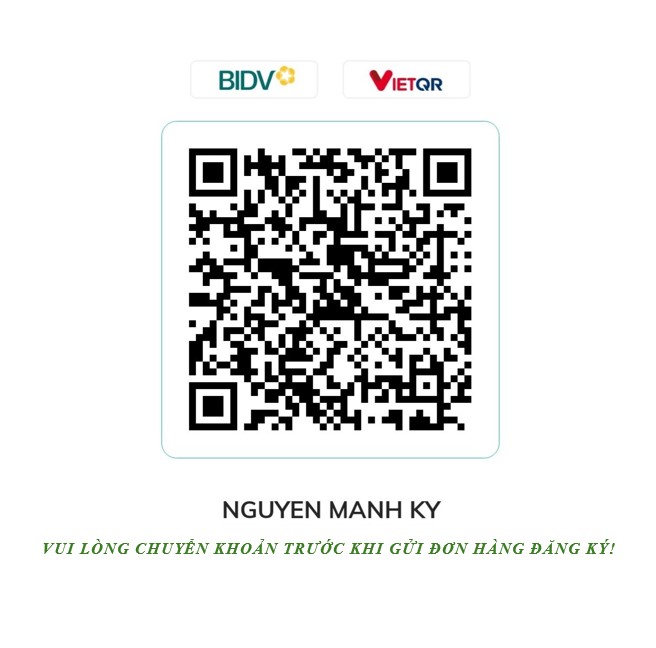 BIDV VIETQR
NGUYEN MANH KY
VUI LÒNG CHUYỂN KHOẢN TRƯỚC KHI GỬI ĐƠN HÀNG ĐĂNG KÝ!